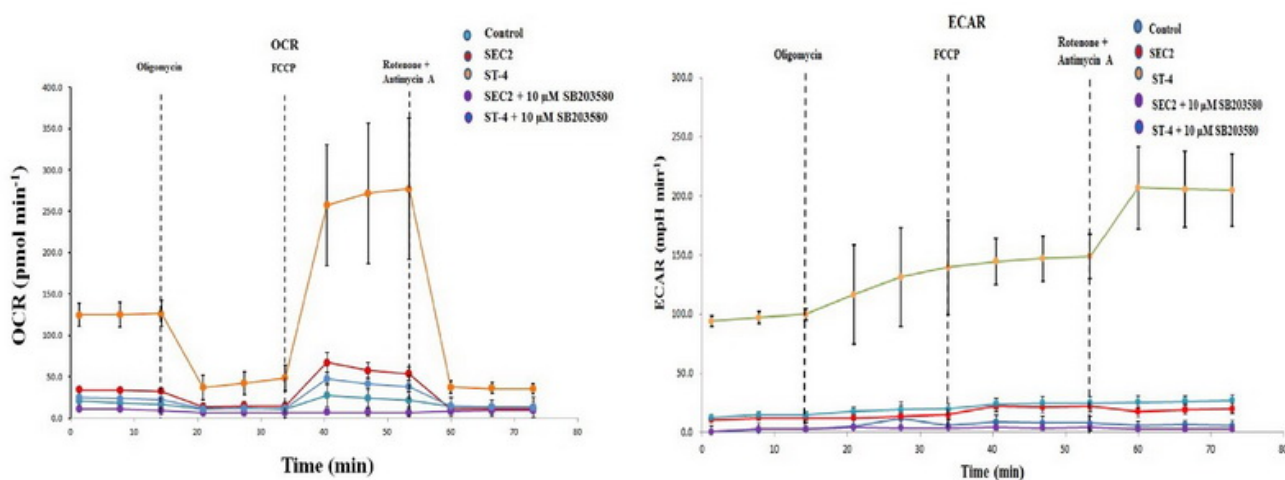 OCR
Control
SEC2
ST-4
SEC2 + 10 µM SB203580
ST-4 + 10 µM SB203580
Oligomycin
FCCP
Rotenone +
Antimycin A
400.0
350.0
300.0
250.0
200.0
150.0
100.0
50.0
0.0
0
10
20
30
40
50
60
70
80
OCR (pmol min-1)
Time (min)
ECAR
Control
SEC2
ST-4
SEC2 + 10 µM SB203580
ST-4 + 10 µM SB203580
Oligomycin
FCCP
Rotenone +
Antimycin A
300.0
250.0
200.0
150.0
100.0
50.0
0.0
0
10
20
30
40
50
60
70
80
ECAR (mpH mirr1)
Time (min)